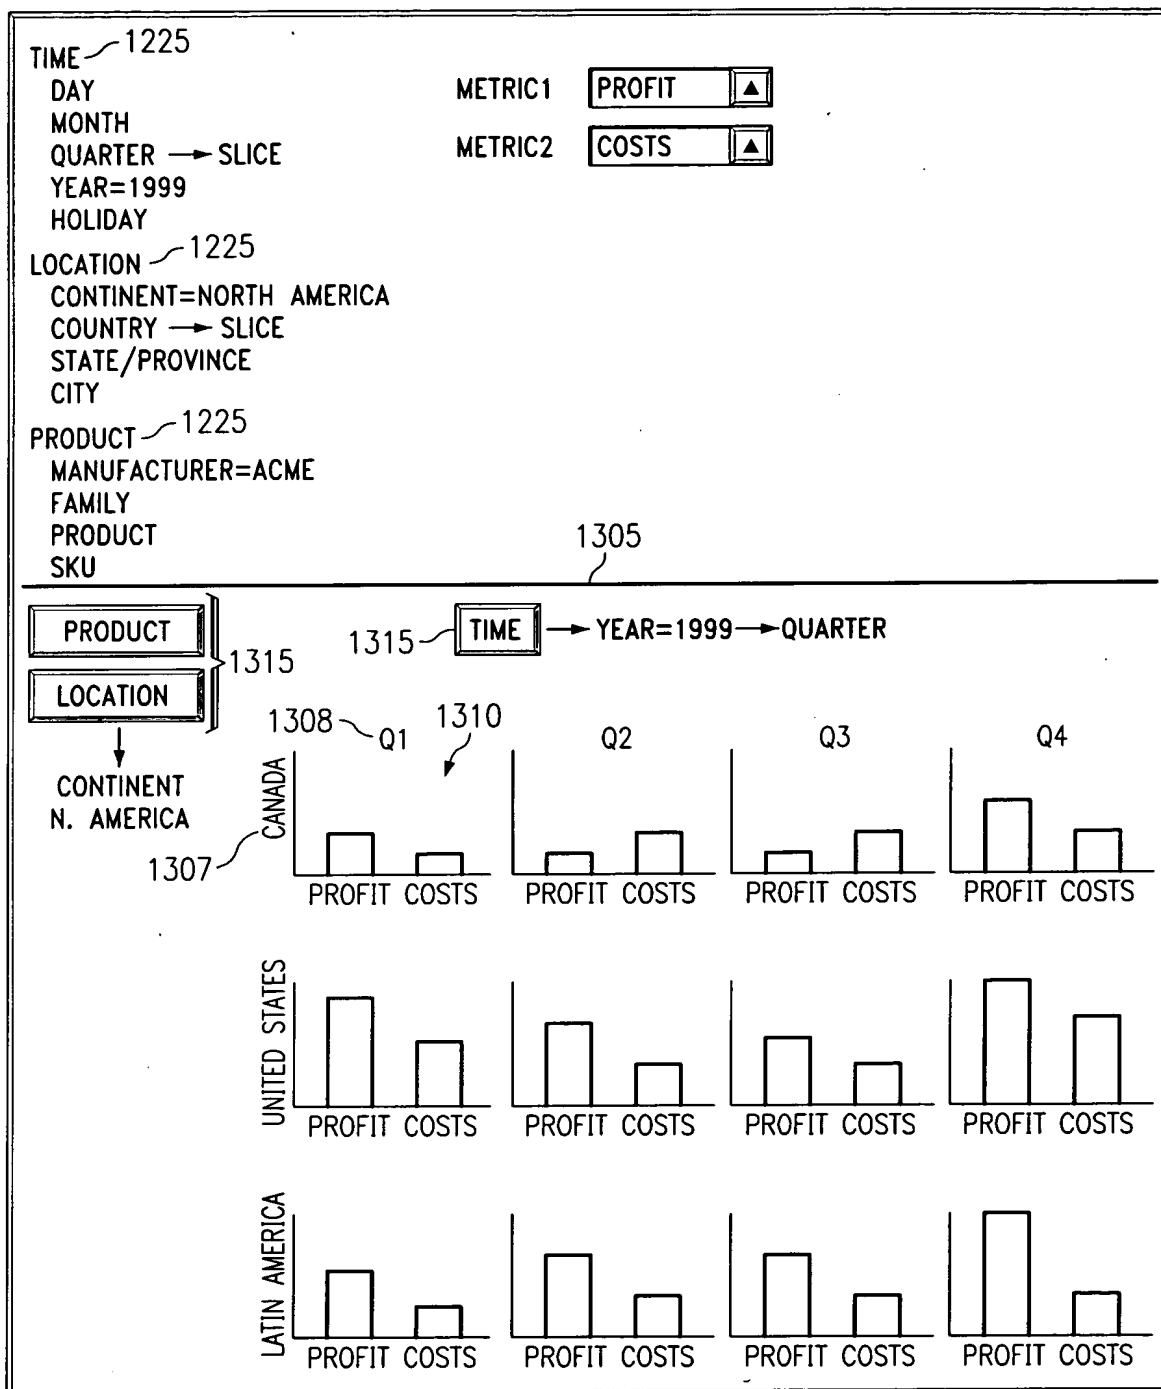 TIME 1225
DAY
MONTH
QUARTER → SLICE
YEAR=1999
HOLIDAY
METRIC1 PROFIT ▲
METRIC2 COSTS ▲
LOCATION 1225
CONTINENT=NORTH AMERICA
COUNTRY → SLICE
STATE/PROVINCE
CITY
PRODUCT 1225
MANUFACTURER=ACME
FAMILY
PRODUCT
SKU
1305
PRODUCT
LOCATION
1315
CONTINENT
N. AMERICA
1315 TIME → YEAR=1999 → QUARTER
1308 Q1 1310 Q2 Q3 Q4
CANADA
1307
PROFIT COSTS PROFIT COSTS PROFIT COSTS PROFIT COSTS
UNITED STATES
PROFIT COSTS PROFIT COSTS PROFIT COSTS PROFIT COSTS
LATIN AMERICA
PROFIT COSTS PROFIT COSTS PROFIT COSTS PROFIT COSTS